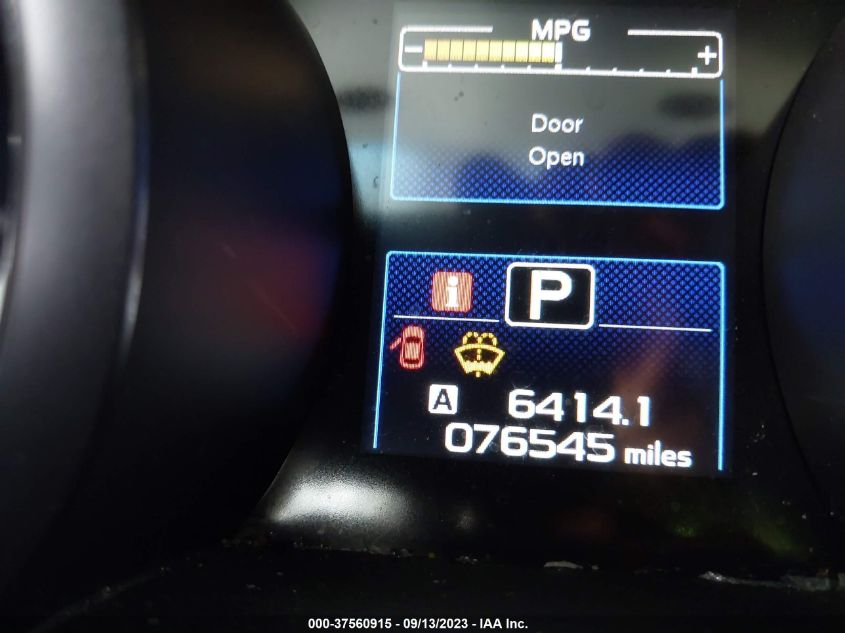 MPG
- +
Door
Open
i P
A 6414.1
076545 miles
000-37560915 - 09/13/2023 - IAA Inc.